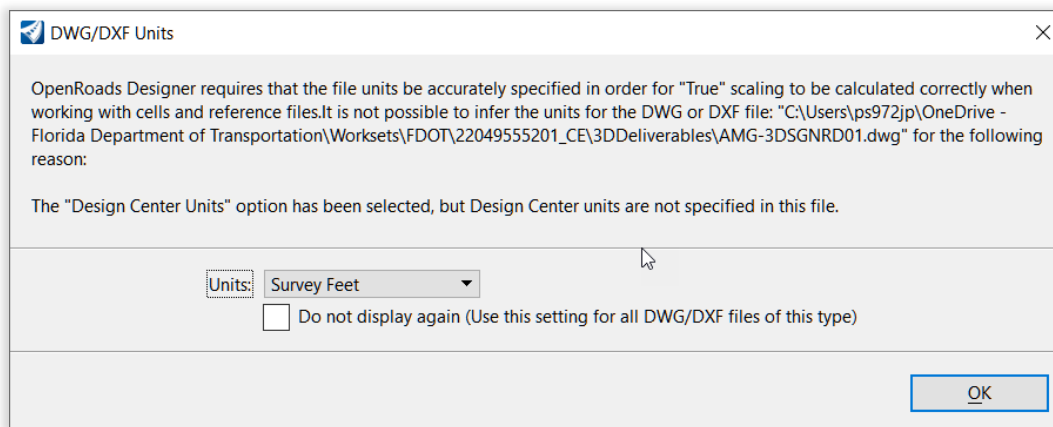 DWG/DXF Units
OpenRoads Designer requires that the file units be accurately specified in order for "True" scaling to be calculated correctly when
working with cells and reference files.It is not possible to infer the units for the DWG or DXF file: "C:\Users\ps972jp\OneDrive -
Florida Department of Transportation\Worksets\FDOT\22049555201_CE\3DDeliverables\AMG-3DSGNRD01.dwg" for the following
reason:
The "Design Center Units" option has been selected, but Design Center units are not specified in this file.
Units: Survey Feet
Do not display again (Use this setting for all DWG/DXF files of this type)
OK